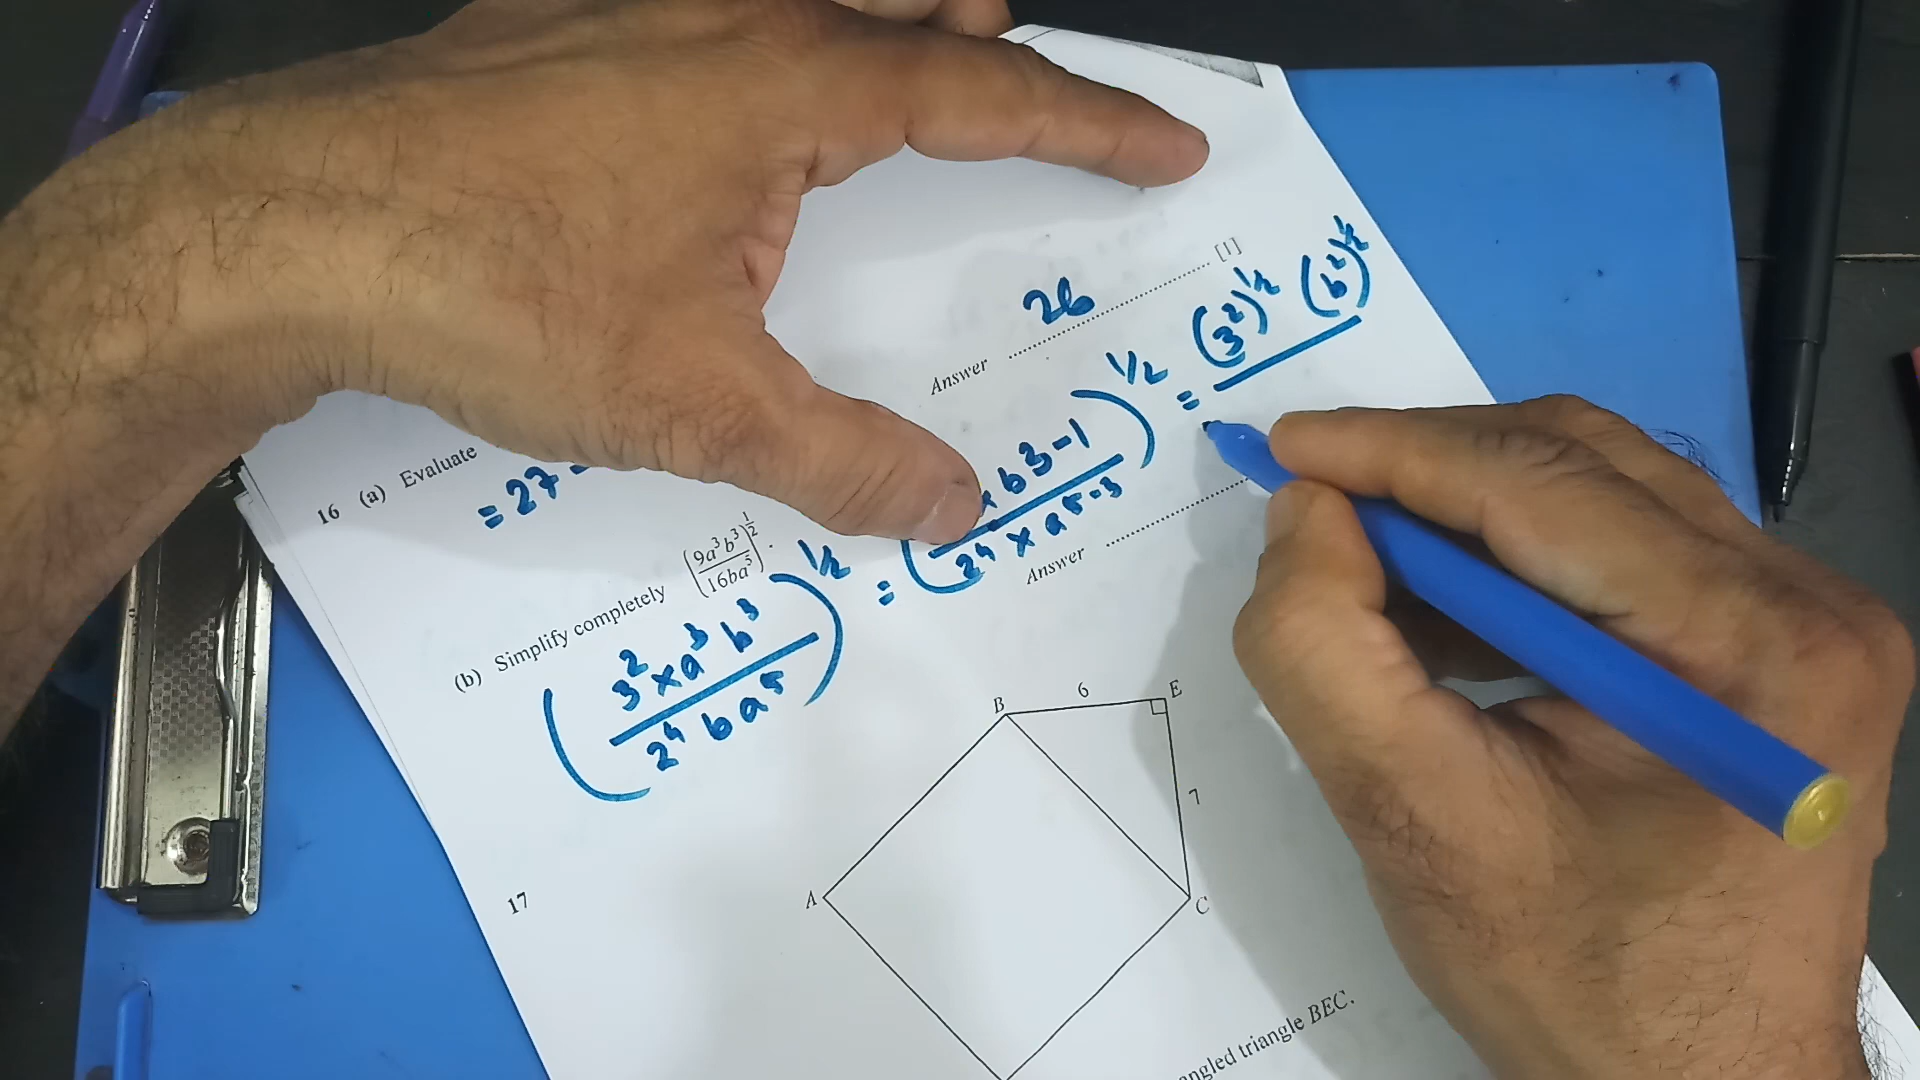 16 (a) Evaluate
= 27 -
26
Answer ........................ [1]
(b) Simplify completely (9a³b³/16ba⁵)^½.
(3² × a³ b³ / 2⁴ b a⁵)^1/2 = ( × b3-1 / 2⁴ × a⁵⁻³)^1/2 = (3²)^1/2 (b²)^1/2
Answer ........................
17
B
6
E
7
A
C
angled triangle BEC.